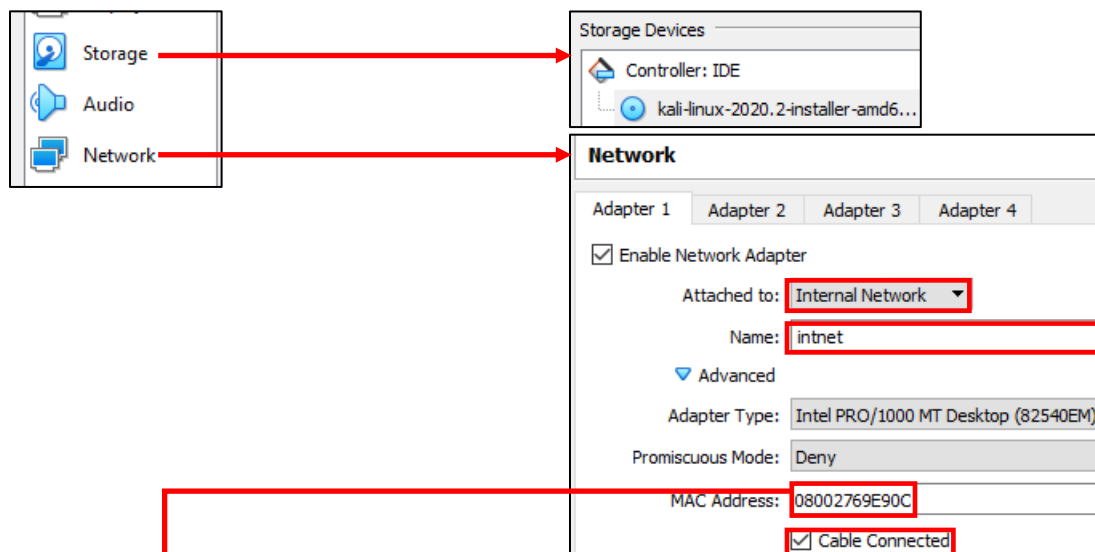 Storage
Audio
Network
Storage Devices
Controller: IDE
kali-linux-2020.2-installer-amd6...
Network
Adapter 1 Adapter 2 Adapter 3 Adapter 4
Enable Network Adapter
Attached to: Internal Network
Name: intnet
Advanced
Adapter Type: Intel PRO/1000 MT Desktop (82540EM)
Promiscuous Mode: Deny
MAC Address: 08002769E90C
Cable Connected